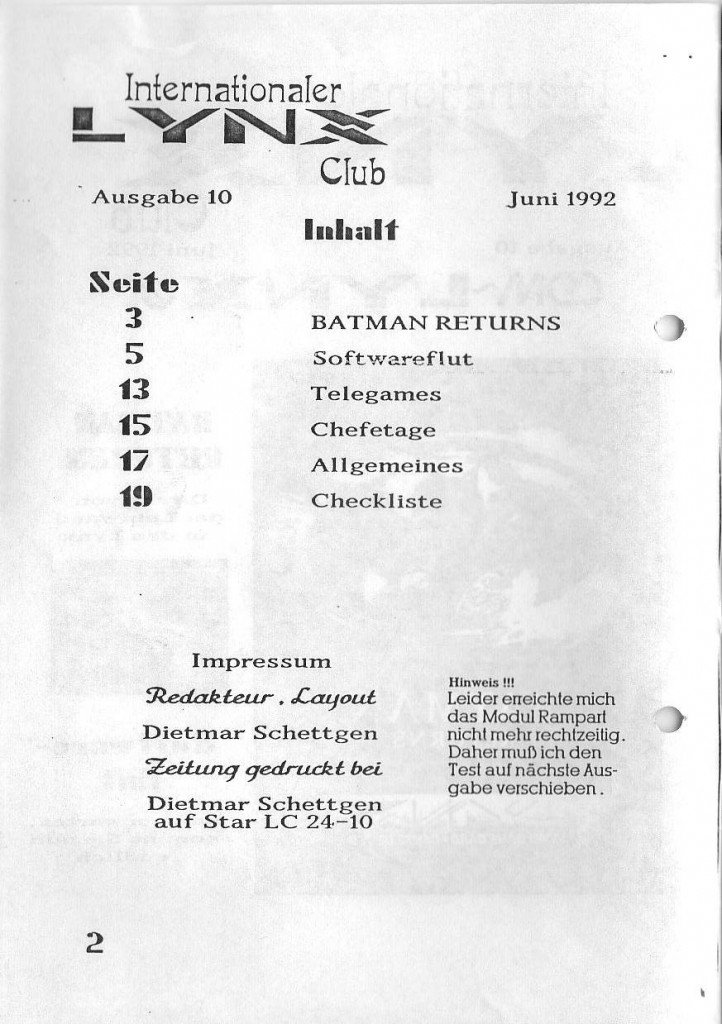 Internationaler
LYNX
Club
Ausgabe 10 Juni 1992
Inhalt
Seite
3 BATMAN RETURNS
5 Softwareflut
13 Telegames
15 Chefetage
17 Allgemeines
19 Checkliste
Impressum
Redakteur , Layout
Dietmar Schettgen
Zeitung gedruckt bei
Dietmar Schettgen
auf Star LC 24-10
Hinweis !!!
Leider erreichte mich
das Modul Rampart
nicht mehr rechtzeitig.
Daher muß ich den
Test auf nächste Aus-
gabe verschieben .
2